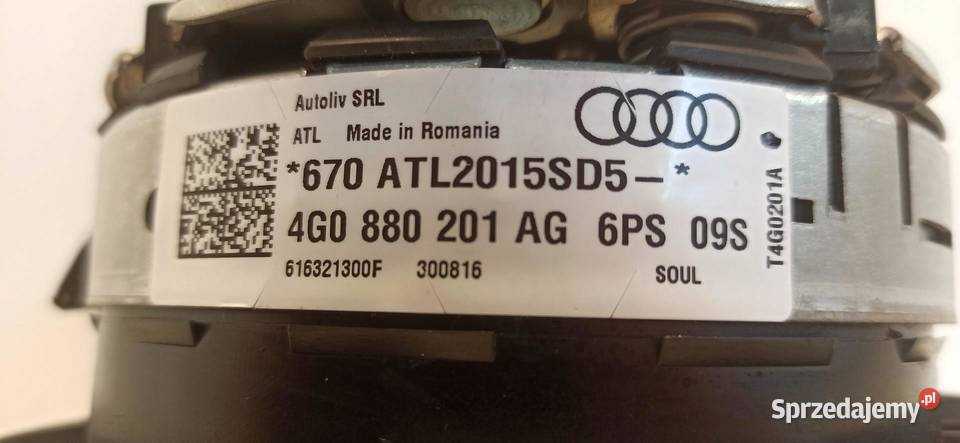 Autoliv SRL
ATL Made in Romania
*670 ATL2015SD5-*
4G0 880 201 AG 6PS 09S
616321300F 300816 SOUL
T4G0201A
Sprzedajemy.pl